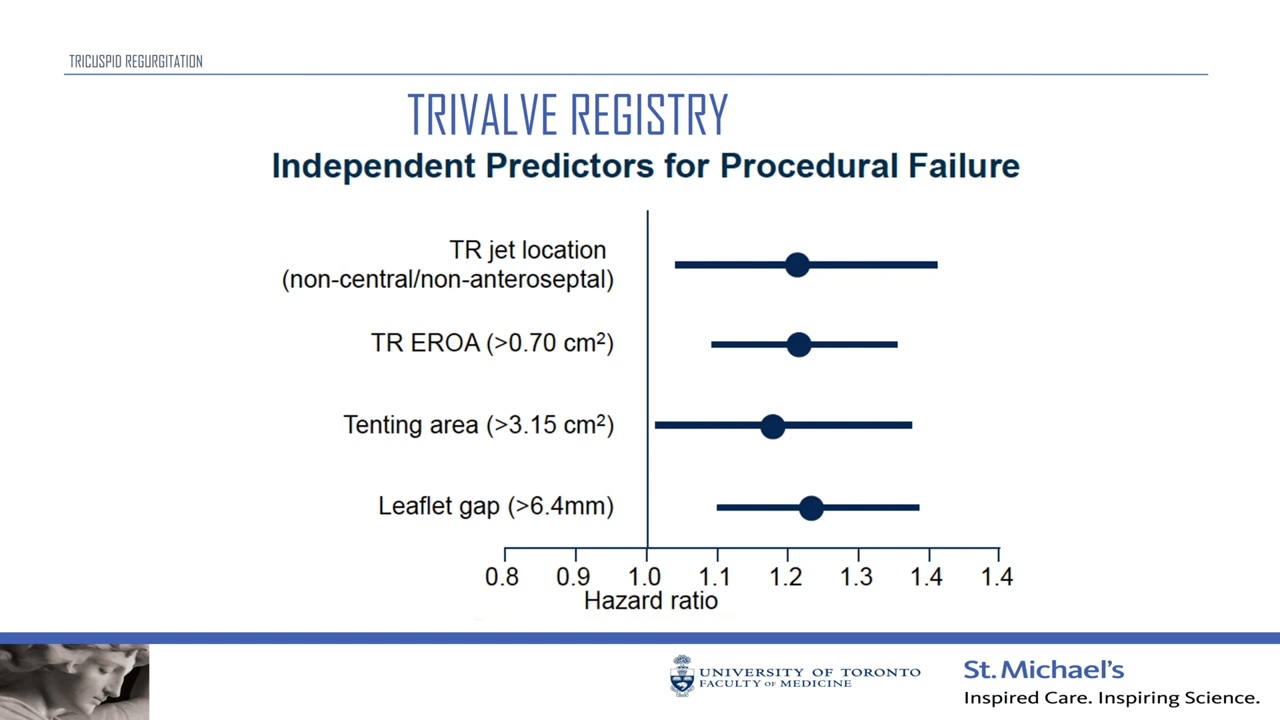 TRICUSPID REGURGITATION
TRIVALVE REGISTRY
Independent Predictors for Procedural Failure
TR jet location
(non-central/non-anteroseptal)
TR EROA (>0.70 cm²)
Tenting area (>3.15 cm²)
Leaflet gap (>6.4mm)
0.8 0.9 1.0 1.1 1.2 1.3 1.4 1.4
Hazard ratio
UNIVERSITY OF TORONTO
FACULTY OF MEDICINE
St. Michael's
Inspired Care. Inspiring Science.